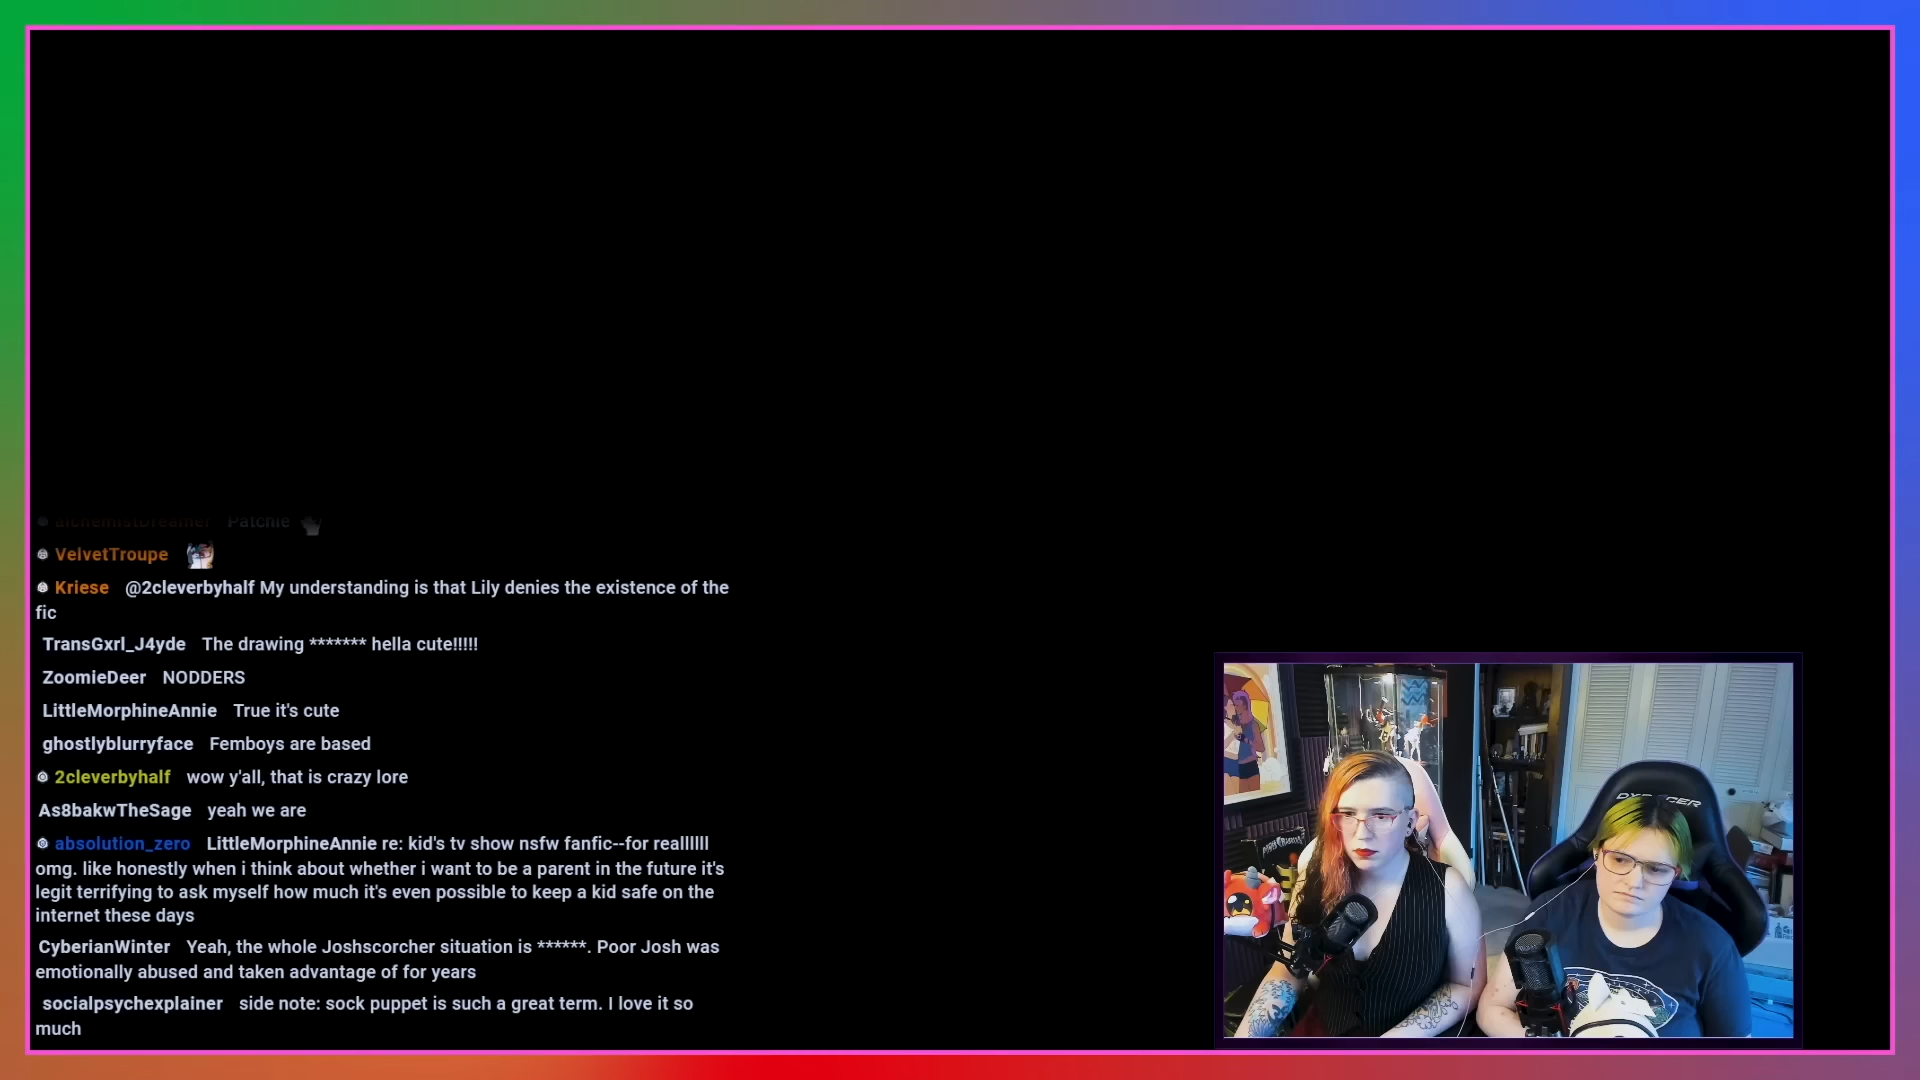 alchemistDreamer Patchie
VelvetTroupe
Kriese @2cleverbyhalf My understanding is that Lily denies the existence of the
fic
TransGxrl_J4yde The drawing ******* hella cute!!!!!
ZoomieDeer NODDERS
LittleMorphineAnnie True it's cute
ghostlyblurryface Femboys are based
2cleverbyhalf wow y'all, that is crazy lore
As8bakwTheSage yeah we are
absolution_zero LittleMorphineAnnie re: kid's tv show nsfw fanfic--for reallllll
omg. like honestly when i think about whether i want to be a parent in the future it's
legit terrifying to ask myself how much it's even possible to keep a kid safe on the
internet these days
CyberianWinter Yeah, the whole Joshscorcher situation is ******. Poor Josh was
emotionally abused and taken advantage of for years
socialpsychexplainer side note: sock puppet is such a great term. I love it so
much